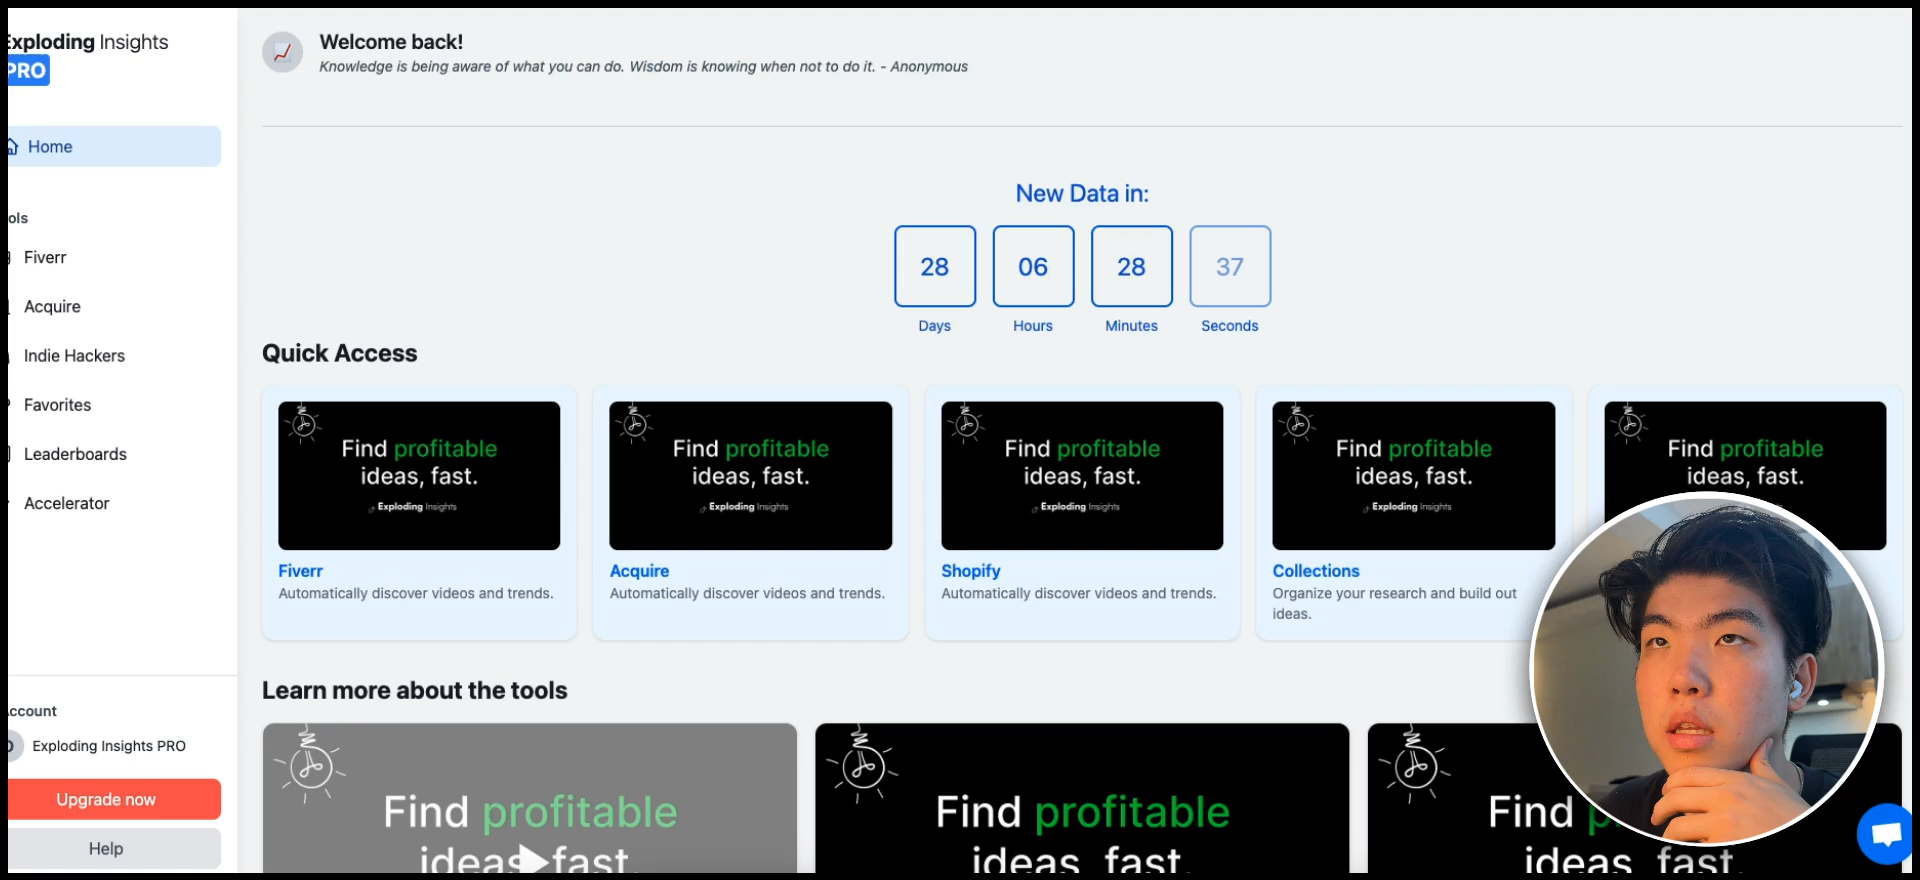 Exploding Insights
PRO
Home
ols
Fiverr
Acquire
Indie Hackers
Favorites
Leaderboards
Accelerator
ccount
Exploding Insights PRO
Upgrade now
Help
Welcome back!
Knowledge is being aware of what you can do. Wisdom is knowing when not to do it. - Anonymous
New Data in:
28 06 28 37
Days Hours Minutes Seconds
Quick Access
Find profitable
ideas, fast.
Exploding Insights
Fiverr
Automatically discover videos and trends.
Find profitable
ideas, fast.
Exploding Insights
Acquire
Automatically discover videos and trends.
Find profitable
ideas, fast.
Exploding Insights
Shopify
Automatically discover videos and trends.
Find profitable
ideas, fast.
Exploding Insights
Collections
Organize your research and build out
ideas.
Find profitable
ideas, fast.
Learn more about the tools
Find profitable
ideas, fast.
Find profitable
ideas, fast.
Find p
ideas, fast.